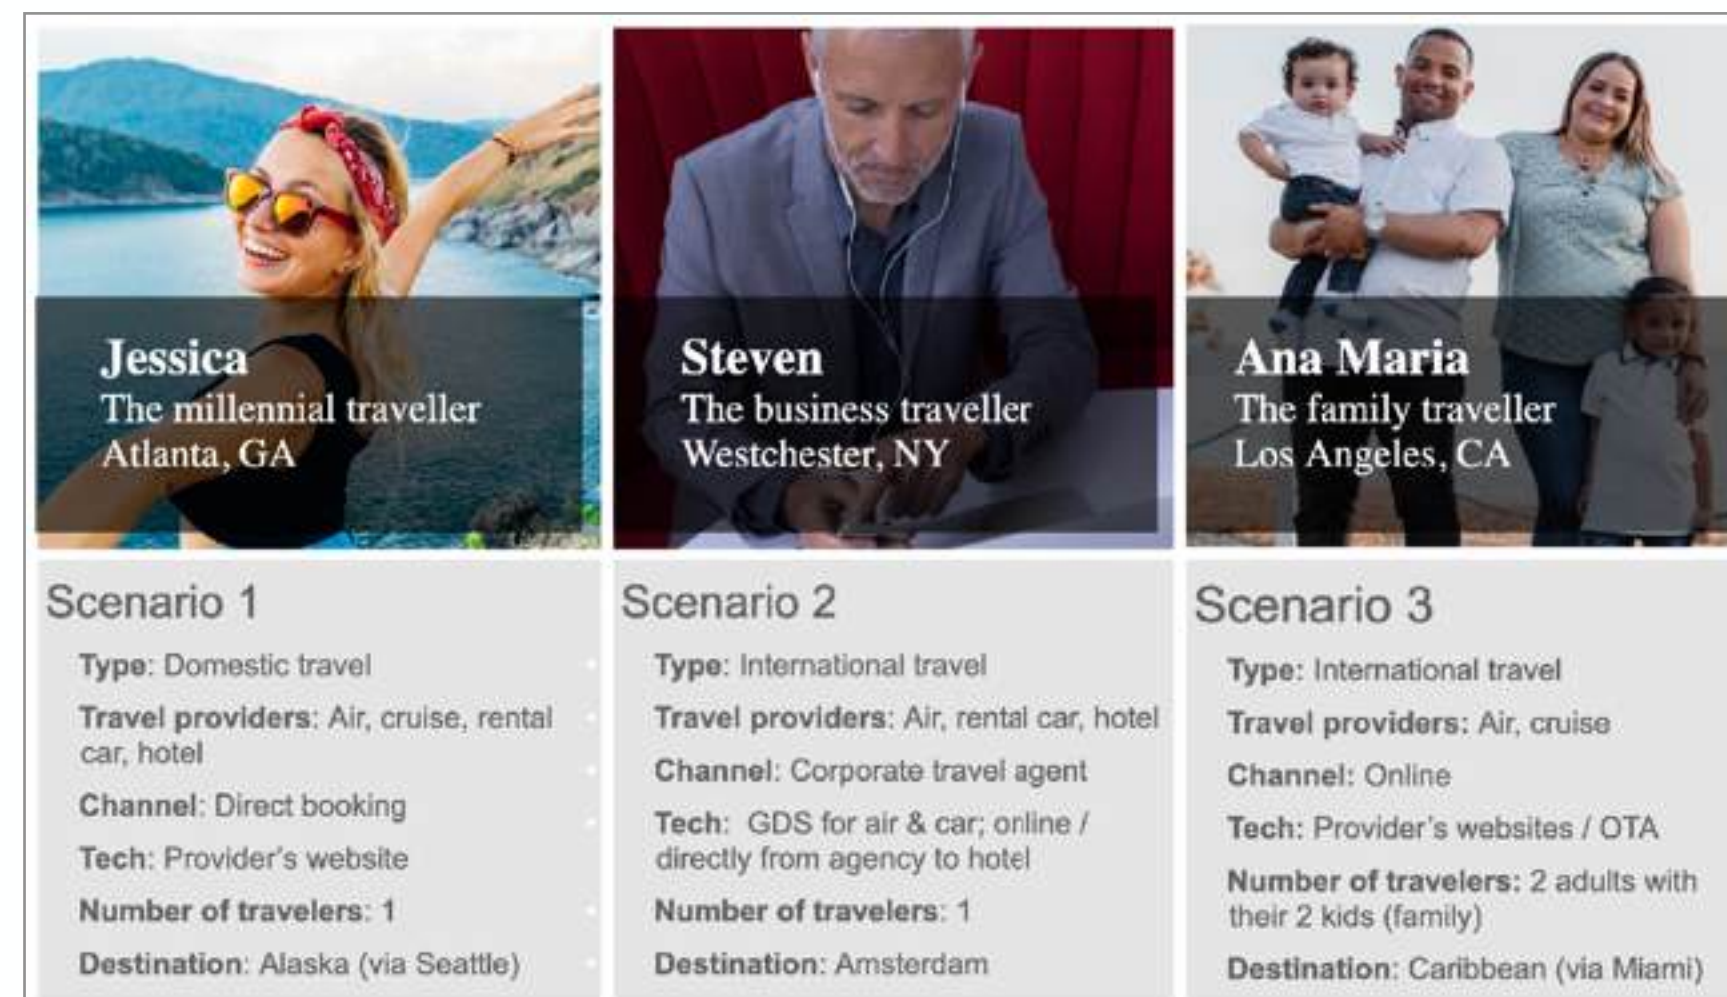 Jessica
The millennial traveller
Atlanta, GA
Scenario 1
Type: Domestic travel
Travel providers: Air, cruise, rental
car, hotel
Channel: Direct booking
Tech: Provider's website
Number of travelers: 1
Destination: Alaska (via Seattle)
Steven
The business traveller
Westchester, NY
Scenario 2
Type: International travel
Travel providers: Air, rental car, hotel
Channel: Corporate travel agent
Tech: GDS for air & car; online /
directly from agency to hotel
Number of travelers: 1
Destination: Amsterdam
Ana Maria
The family traveller
Los Angeles, CA
Scenario 3
Type: International travel
Travel providers: Air, cruise
Channel: Online
Tech: Provider's websites / OTA
Number of travelers: 2 adults with
their 2 kids (family)
Destination: Caribbean (via Miami)